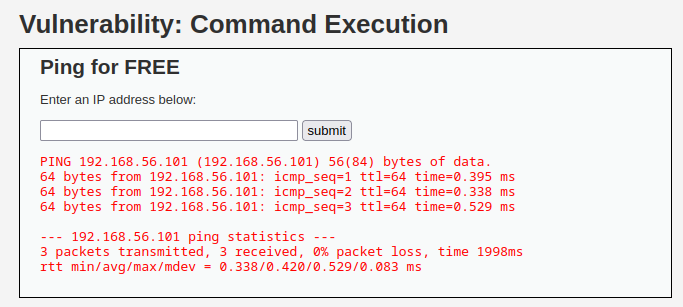 Vulnerability: Command Execution
Ping for FREE
Enter an IP address below:
submit
PING 192.168.56.101 (192.168.56.101) 56(84) bytes of data.
64 bytes from 192.168.56.101: icmp_seq=1 ttl=64 time=0.395 ms
64 bytes from 192.168.56.101: icmp_seq=2 ttl=64 time=0.338 ms
64 bytes from 192.168.56.101: icmp_seq=3 ttl=64 time=0.529 ms
--- 192.168.56.101 ping statistics ---
3 packets transmitted, 3 received, 0% packet loss, time 1998ms
rtt min/avg/max/mdev = 0.338/0.420/0.529/0.083 ms